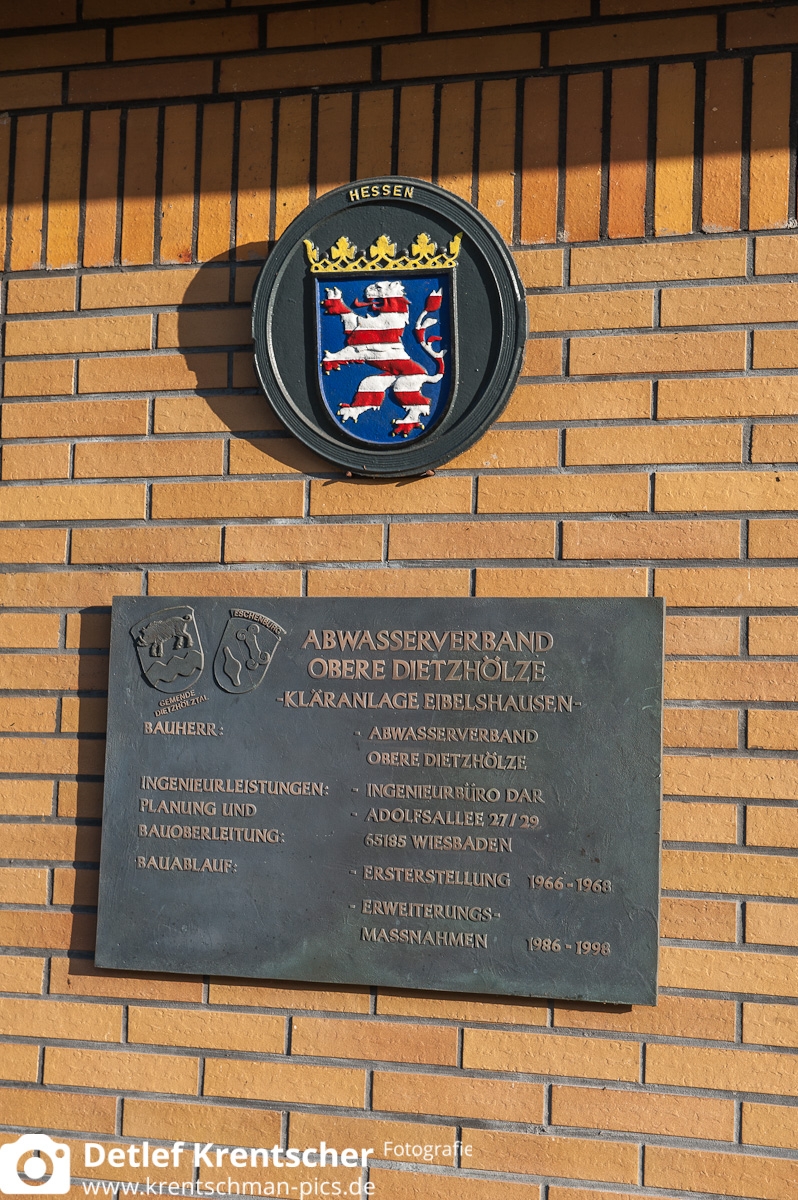 HESSEN
ESCHENBURG
GEMEINDE
DIETZHÖLZTAL
ABWASSERVERBAND
OBERE DIETZHÖLZE
-KLÄRANLAGE EIBELSHAUSEN-
BAUHERR: - ABWASSERVERBAND
OBERE DIETZHÖLZE
INGENIEURLEISTUNGEN: - INGENIEURBÜRO DAR
PLANUNG UND - ADOLFSALLEE 27/29
BAUOBERLEITUNG: 65185 WIESBADEN
BAUABLAUF: - ERSTERSTELLUNG 1966-1968
- ERWEITERUNGS-
MASSNAHMEN 1986-1998
Detlef Krentscher Fotografie
www.krentschman-pics.de